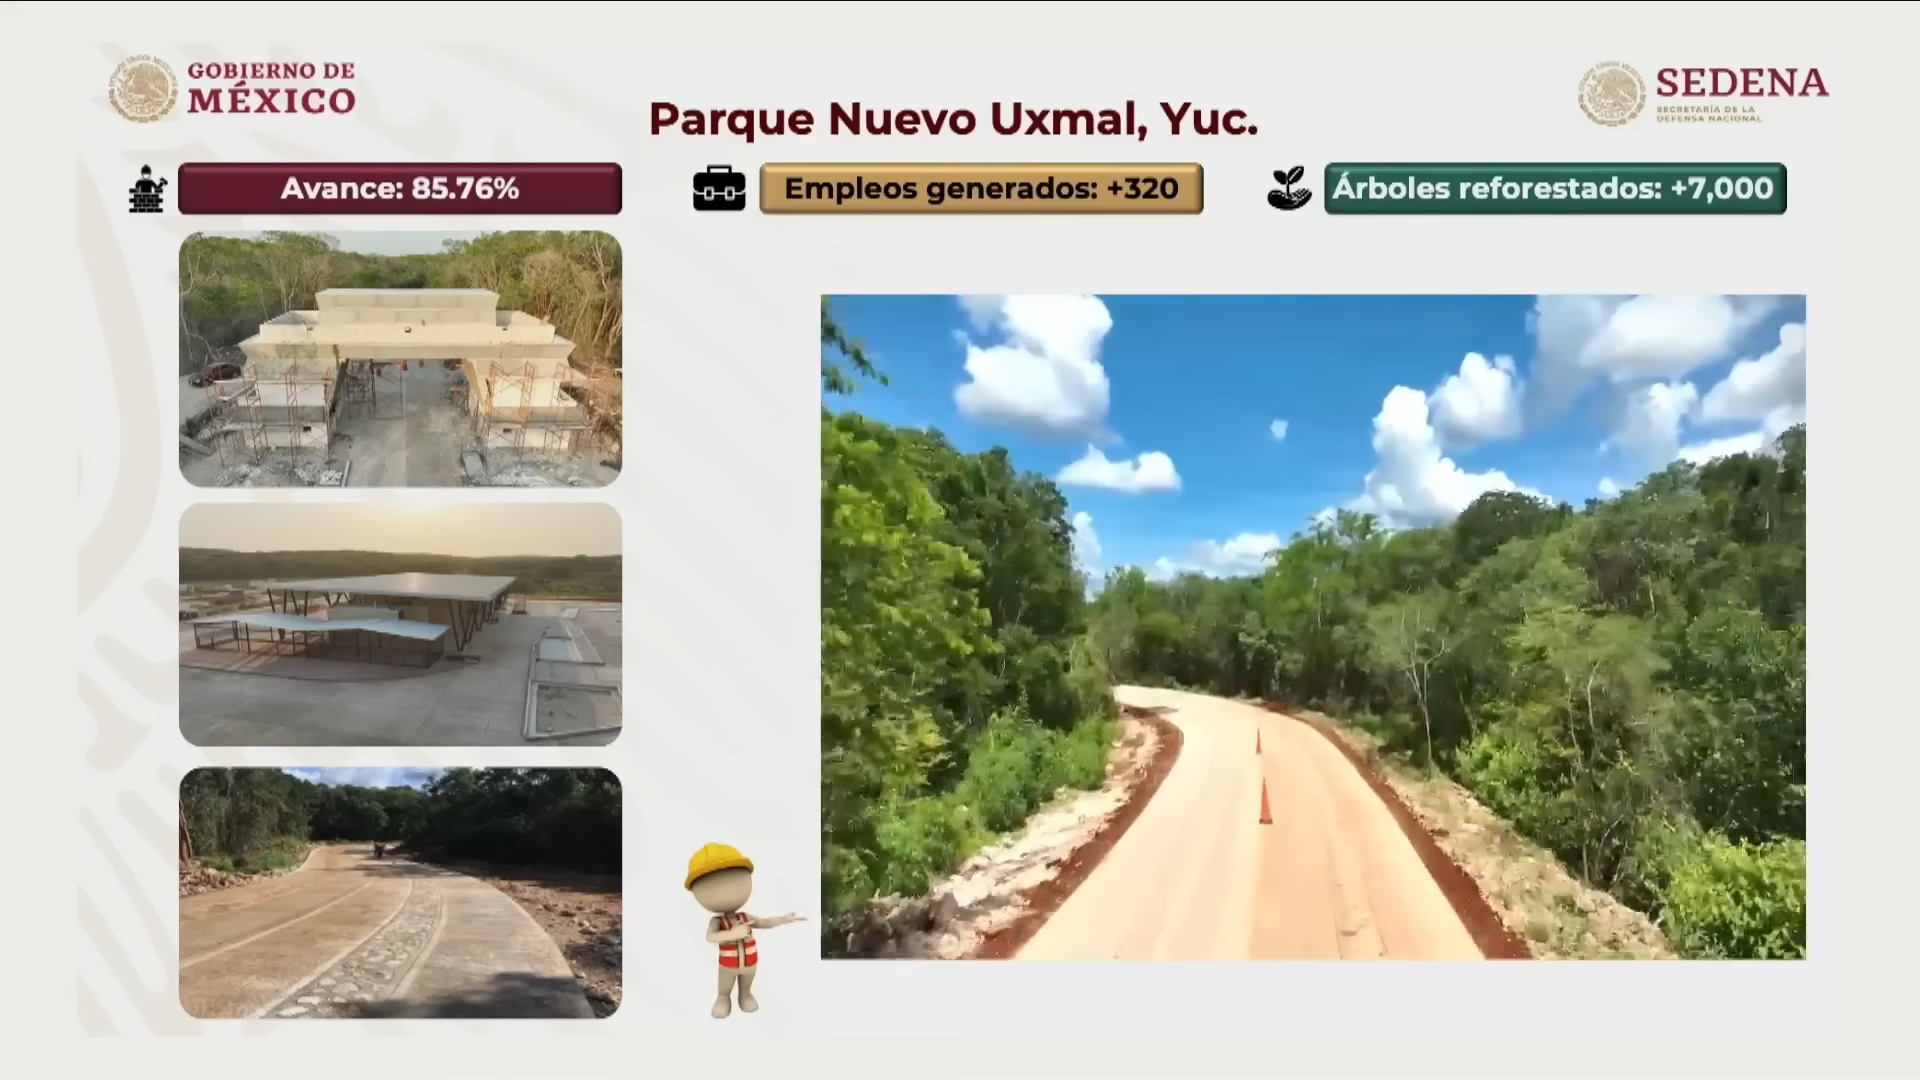 GOBIERNO DE
MÉXICO
SEDENA
SECRETARÍA DE LA
DEFENSA NACIONAL
Parque Nuevo Uxmal, Yuc.
Avance: 85.76%
Empleos generados: +320
Árboles reforestados: +7,000